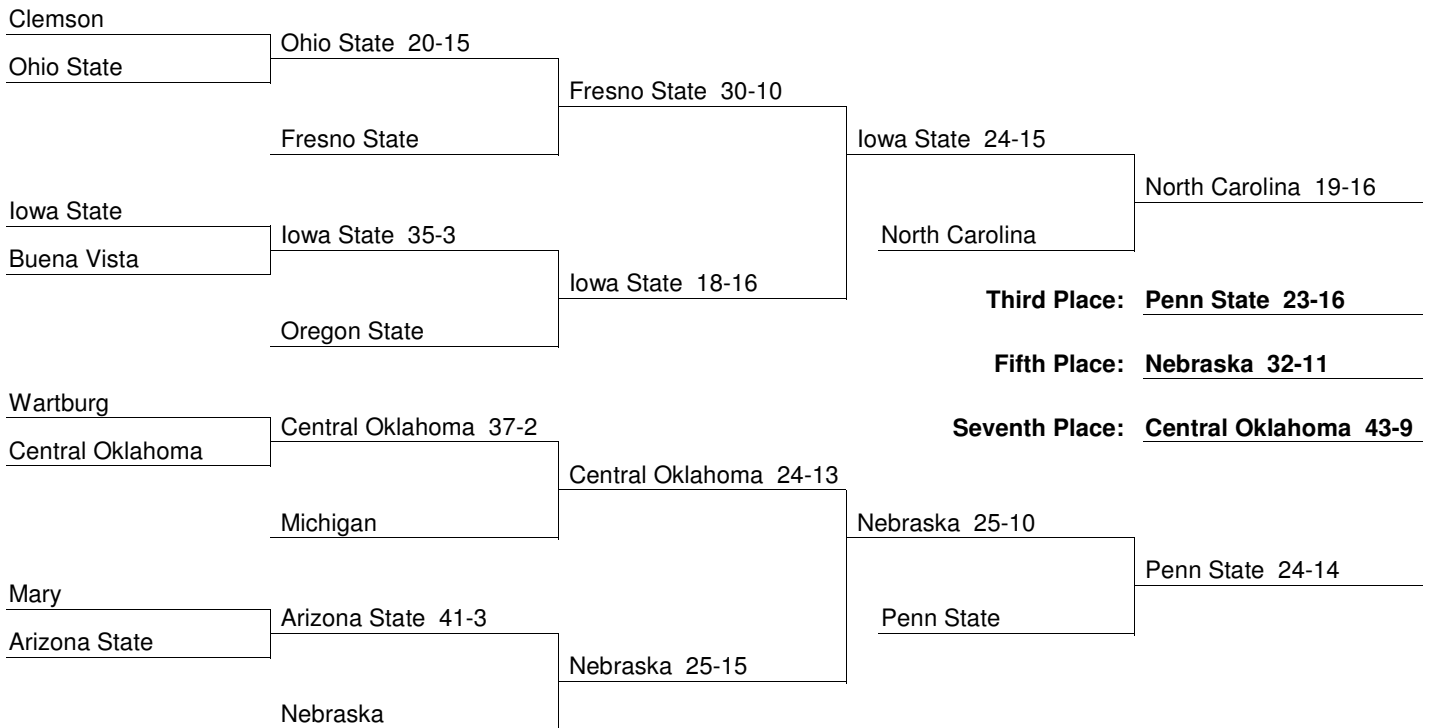 Clemson
Ohio State 20-15
Ohio State
Fresno State 30-10
Fresno State
Iowa State 24-15
North Carolina 19-16
Iowa State
Iowa State 35-3
North Carolina
Buena Vista
Iowa State 18-16
Third Place: Penn State 23-16
Oregon State
Fifth Place: Nebraska 32-11
Wartburg
Central Oklahoma 37-2
Seventh Place: Central Oklahoma 43-9
Central Oklahoma
Central Oklahoma 24-13
Michigan
Nebraska 25-10
Penn State 24-14
Mary
Arizona State 41-3
Penn State
Arizona State
Nebraska 25-15
Nebraska